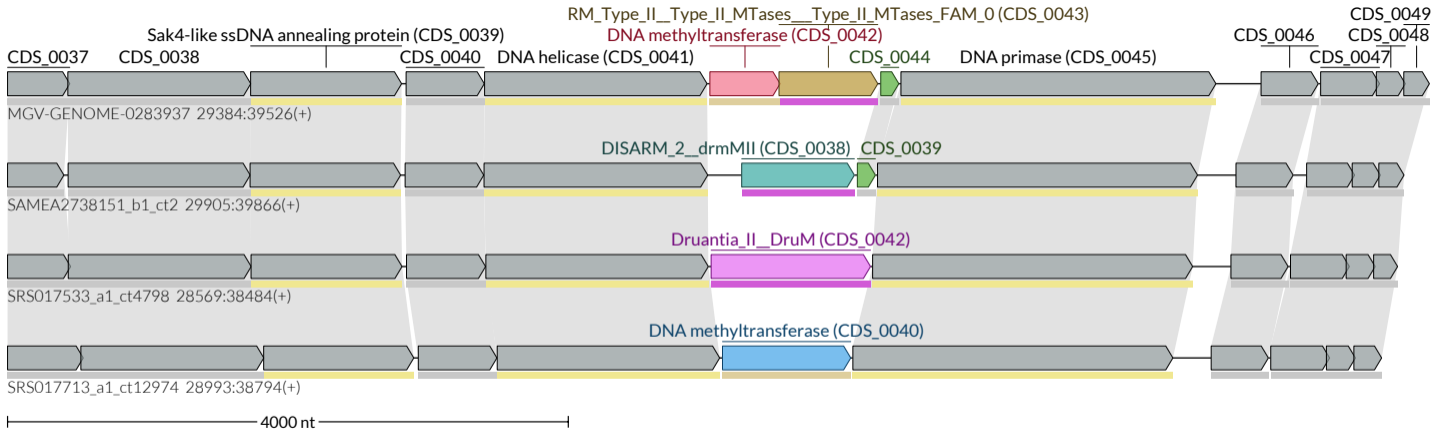 RM_Type_II__Type_II_MTases___Type_II_MTases_FAM_0 (CDS_0043)
CDS_0049
Sak4-like ssDNA annealing protein (CDS_0039)
DNA methyltransferase (CDS_0042)
CDS_0046
CDS_0048
CDS_0037
CDS_0038
CDS_0040
DNA helicase (CDS_0041)
CDS_0044
DNA primase (CDS_0045)
CDS_0047
MGV-GENOME-0283937 29384:39526(+)
DISARM_2__drmMII (CDS_0038)
CDS_0039
SAMEA2738151_b1_ct2 29905:39866(+)
Druantia_II__DruM (CDS_0042)
SRS017533_a1_ct4798 28569:38484(+)
DNA methyltransferase (CDS_0040)
SRS017713_a1_ct12974 28993:38794(+)
4000 nt